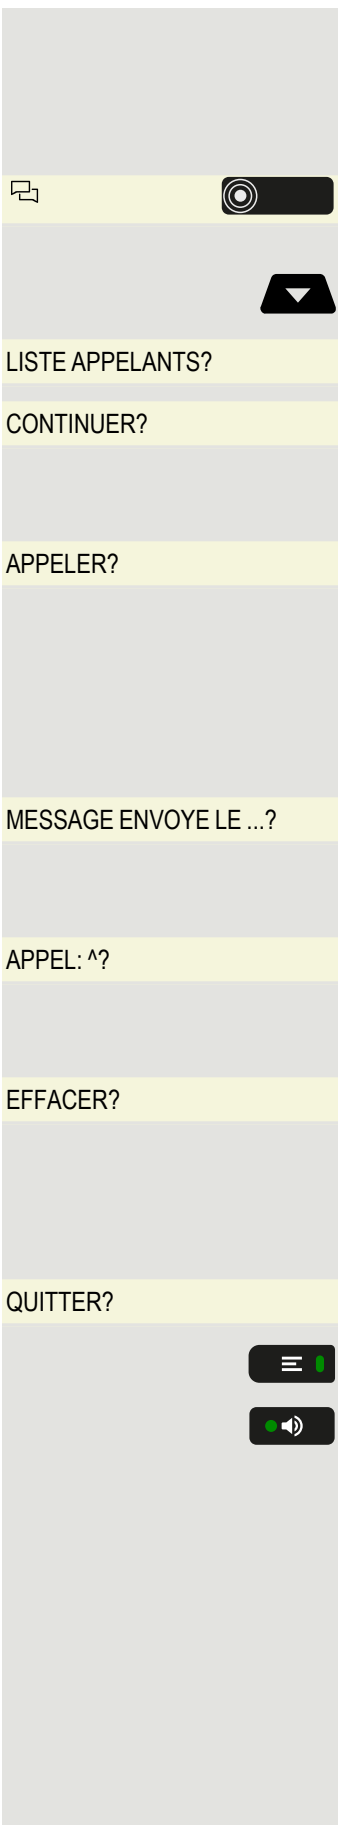 LISTE APPELANTS?
CONTINUER?
APPELER?
MESSAGE ENVOYE LE ...?
APPEL: ^?
EFFACER?
QUITTER?